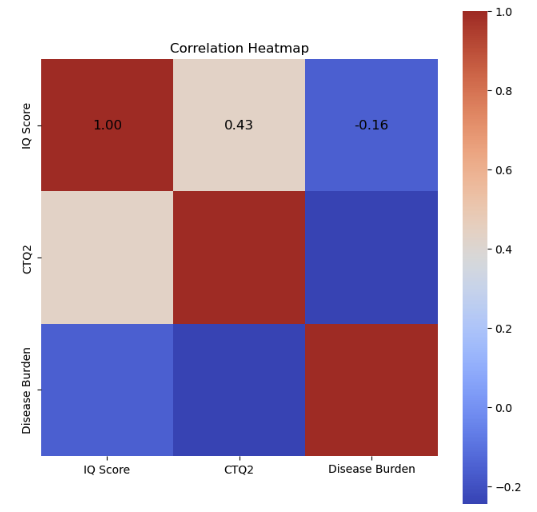 Correlation Heatmap
IQ Score
CTQ2
Disease Burden
1.00 0.43 -0.16
IQ Score CTQ2 Disease Burden
1.0
0.8
0.6
0.4
0.2
0.0
−0.2